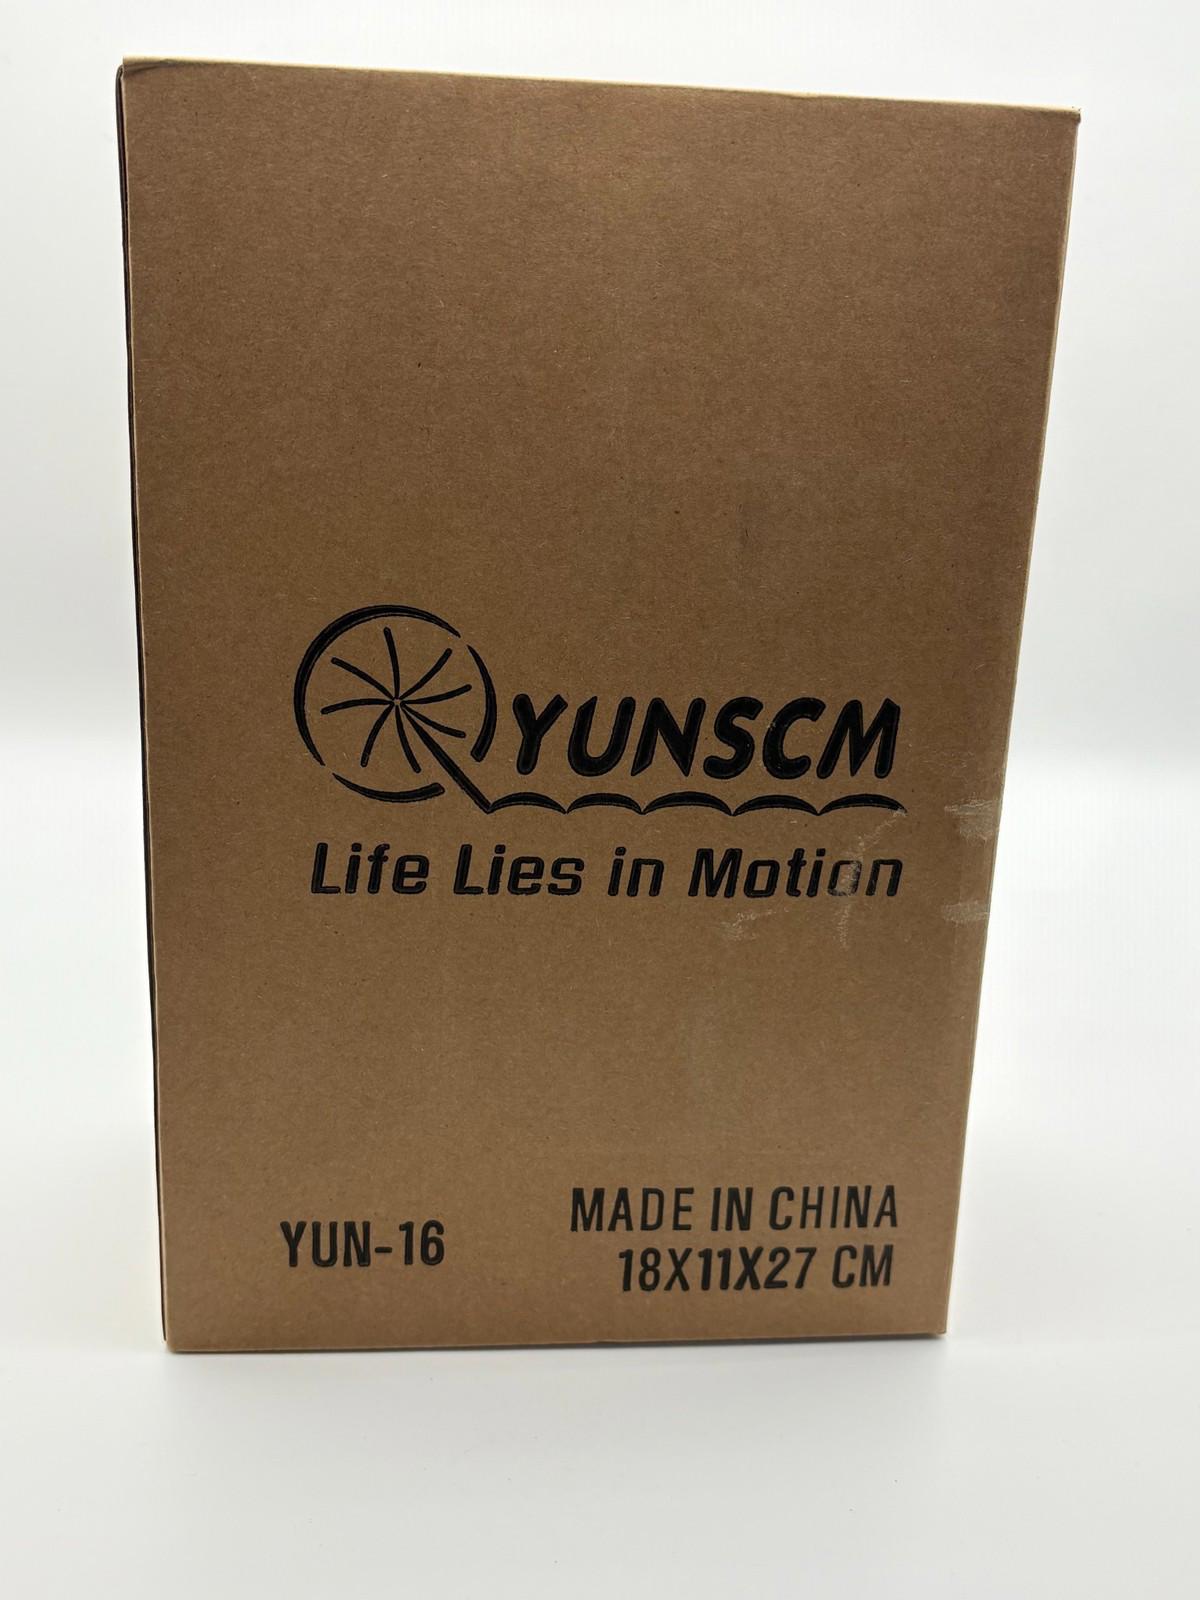 YUNSCM
Life Lies in Motion
YUN-16
MADE IN CHINA
18X11X27 CM